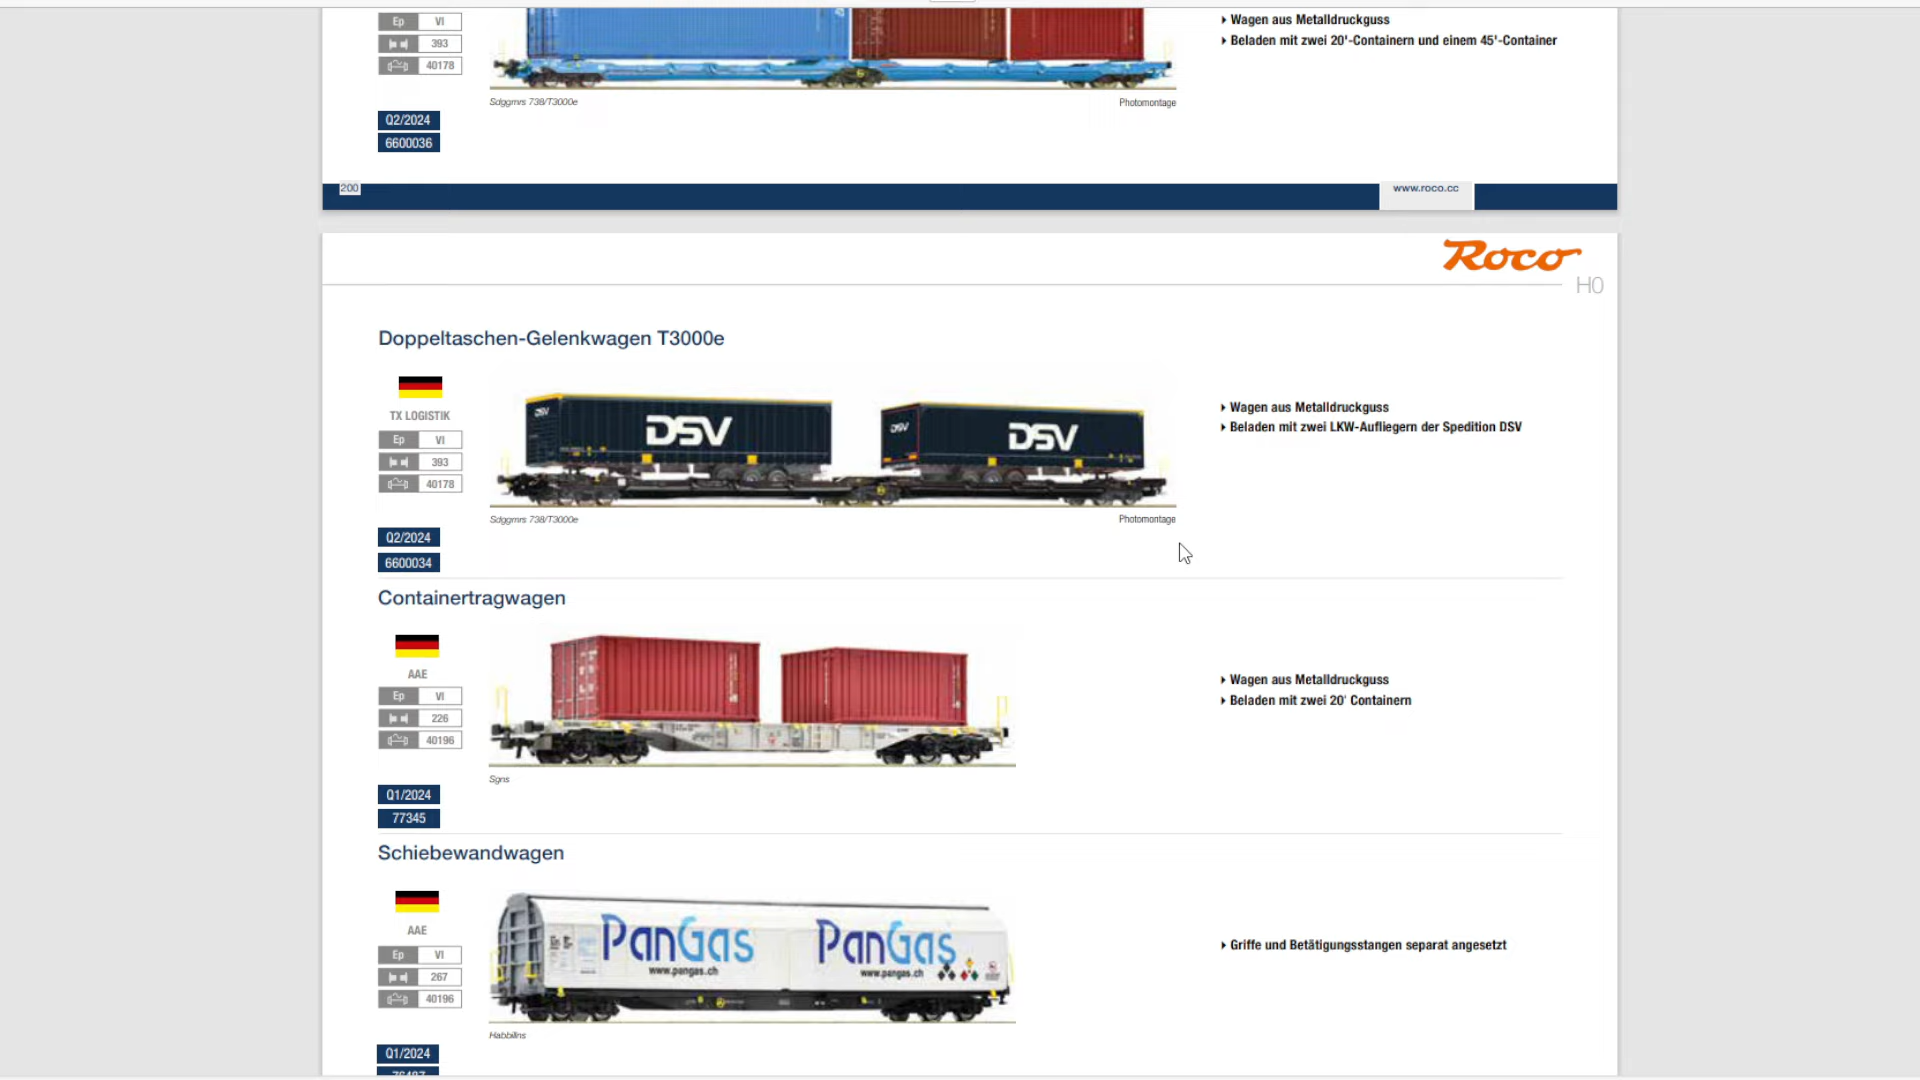 Ep VI
393
40178
Sdggmrs 738/T3000e
Photomontage
Wagen aus Metalldruckguss
Beladen mit zwei 20'-Containern und einem 45'-Container
Q2/2024
6600036
200
www.roco.cc
Roco
H0
Doppeltaschen-Gelenkwagen T3000e
TX LOGISTIK
Ep VI
393
40178
DSV
DSV
DSV
DSV
Sdggmrs 738/T3000e
Photomontage
Wagen aus Metalldruckguss
Beladen mit zwei LKW-Aufliegern der Spedition DSV
Q2/2024
6600034
Containertragwagen
AAE
Ep VI
226
40196
Sgns
Wagen aus Metalldruckguss
Beladen mit zwei 20' Containern
Q1/2024
77345
Schiebewandwagen
AAE
Ep VI
267
40196
PanGas
www.pangas.ch
PanGas
www.pangas.ch
Habbillns
Griffe und Betätigungsstangen separat angesetzt
Q1/2024